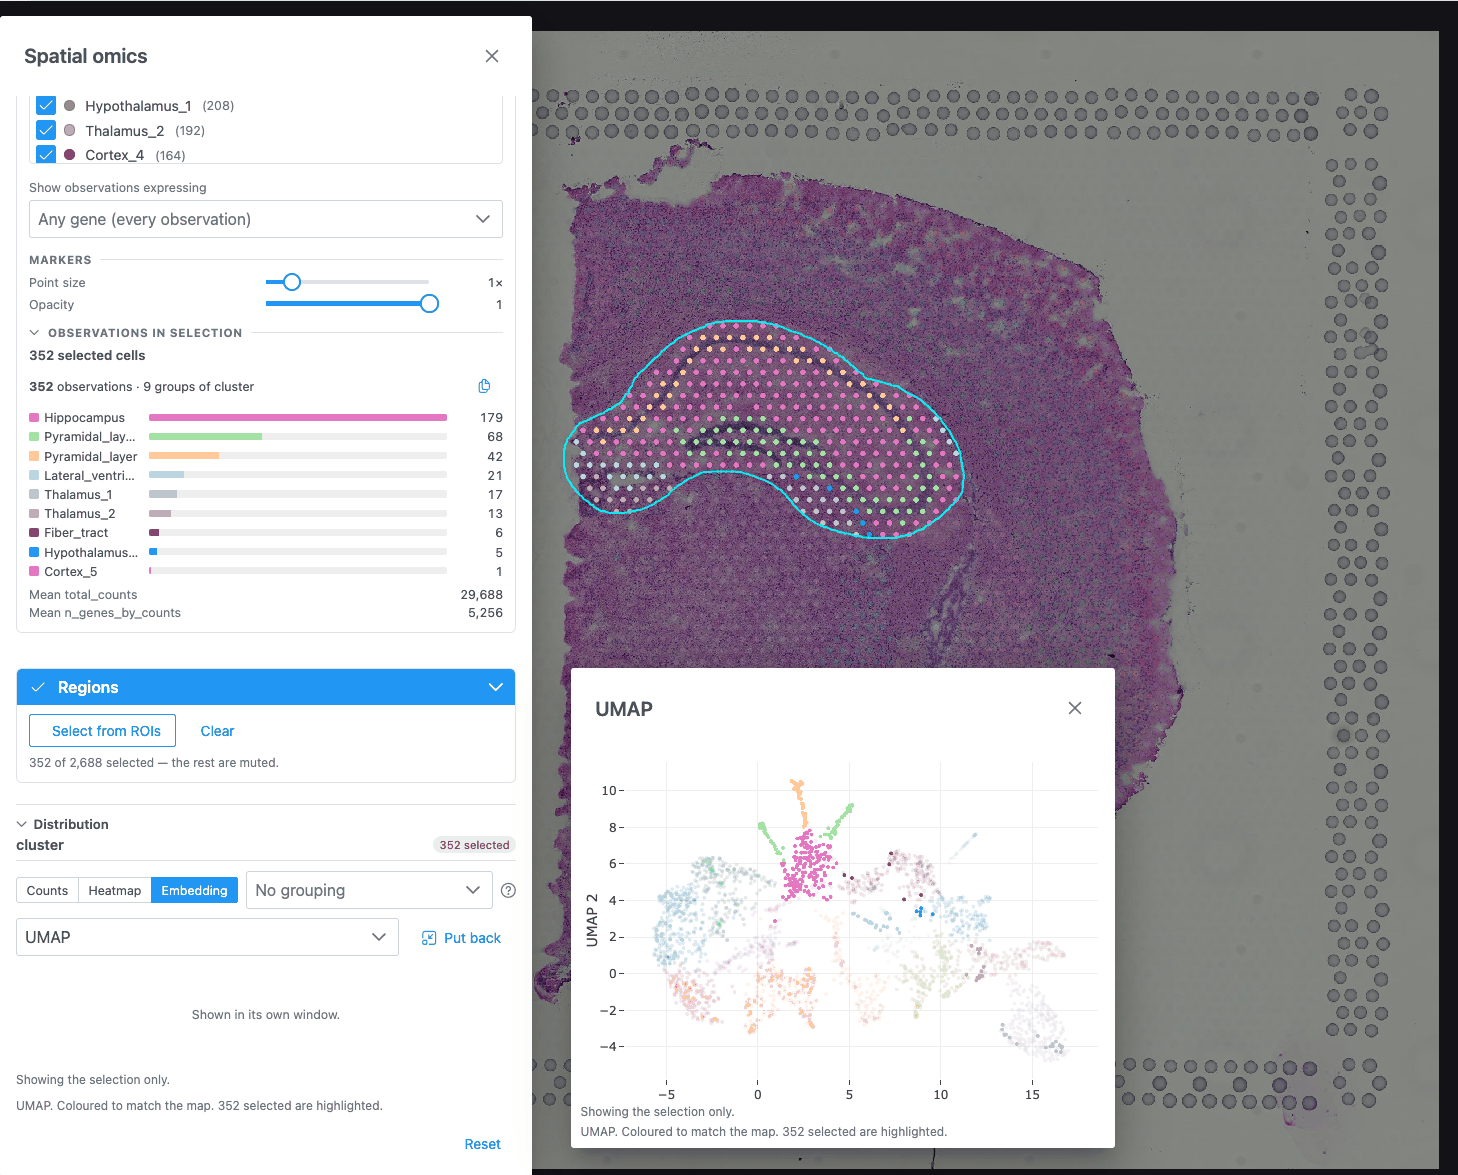 Spatial omics
Hypothalamus_1 (208)
Thalamus_2 (192)
Cortex_4 (164)
Show observations expressing
Any gene (every observation)
MARKERS
Point size 1×
Opacity 1
OBSERVATIONS IN SELECTION
352 selected cells
352 observations · 9 groups of cluster
Hippocampus 179
Pyramidal_lay... 68
Pyramidal_layer 42
Lateral_ventri... 21
Thalamus_1 17
Thalamus_2 13
Fiber_tract 6
Hypothalamus... 5
Cortex_5 1
Mean total_counts 29,688
Mean n_genes_by_counts 5,256
Regions
Select from ROIs Clear
352 of 2,688 selected — the rest are muted.
Distribution
cluster 352 selected
Counts Heatmap Embedding No grouping
UMAP Put back
Shown in its own window.
Showing the selection only.
UMAP. Coloured to match the map. 352 selected are highlighted.
Reset
UMAP
UMAP 2
10
8
6
4
2
0
−2
−4
−5 0 5 10 15
Showing the selection only.
UMAP. Coloured to match the map. 352 selected are highlighted.